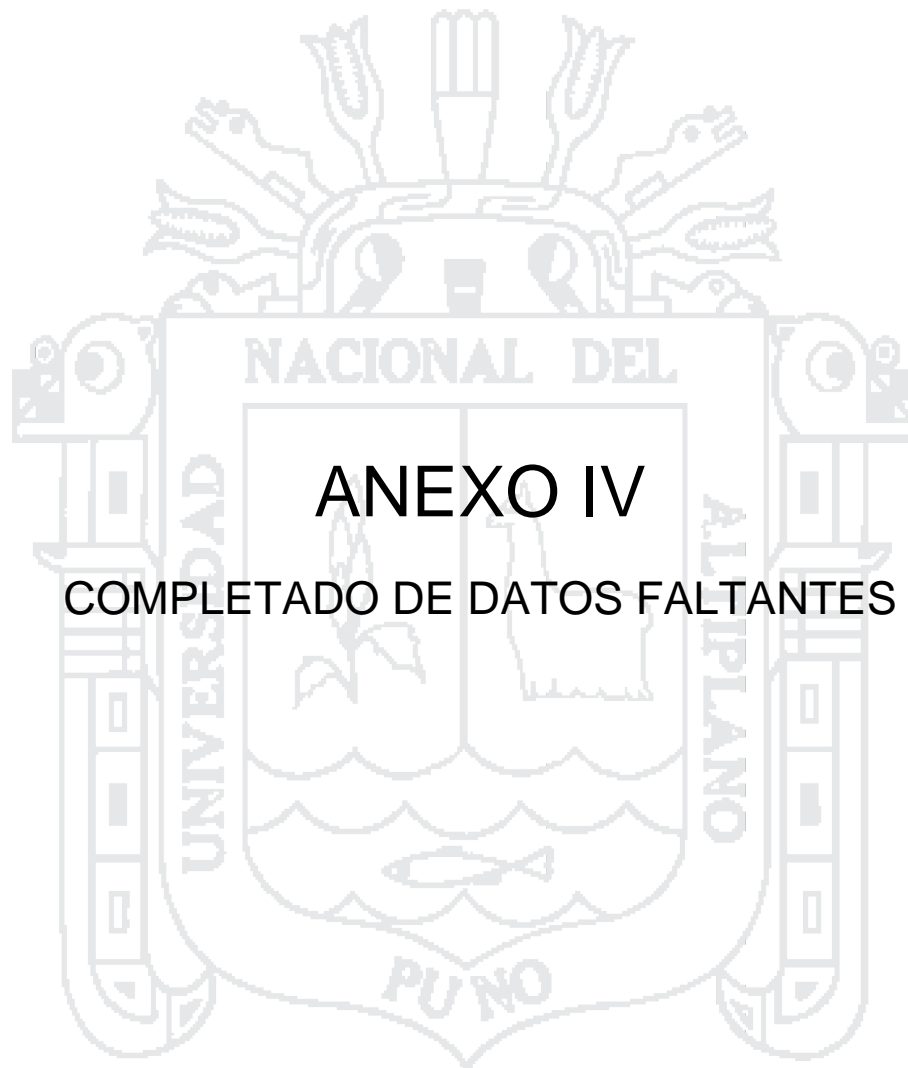 NACIONAL DEL
ANEXO IV
COMPLETADO DE DATOS FALTANTES
UNIVERSIDAD
ALTIPLANO
PUNO